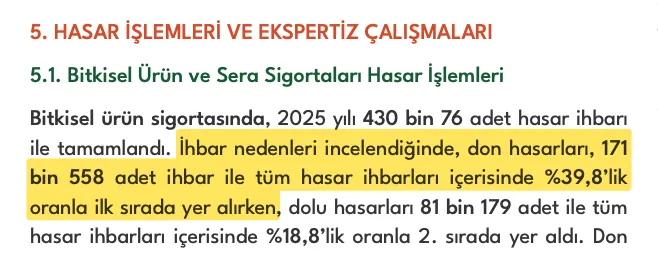 5. HASAR İŞLEMLERİ VE EKSPERTİZ ÇALIŞMALARI
5.1. Bitkisel Ürün ve Sera Sigortaları Hasar İşlemleri
Bitkisel ürün sigortasında, 2025 yılı 430 bin 76 adet hasar ihbarı
ile tamamlandı. İhbar nedenleri incelendiğinde, don hasarları, 171
bin 558 adet ihbar ile tüm hasar ihbarları içerisinde %39,8’lik
oranla ilk sırada yer alırken, dolu hasarları 81 bin 179 adet ile tüm
hasar ihbarları içerisinde %18,8’lik oranla 2. sırada yer aldı. Don